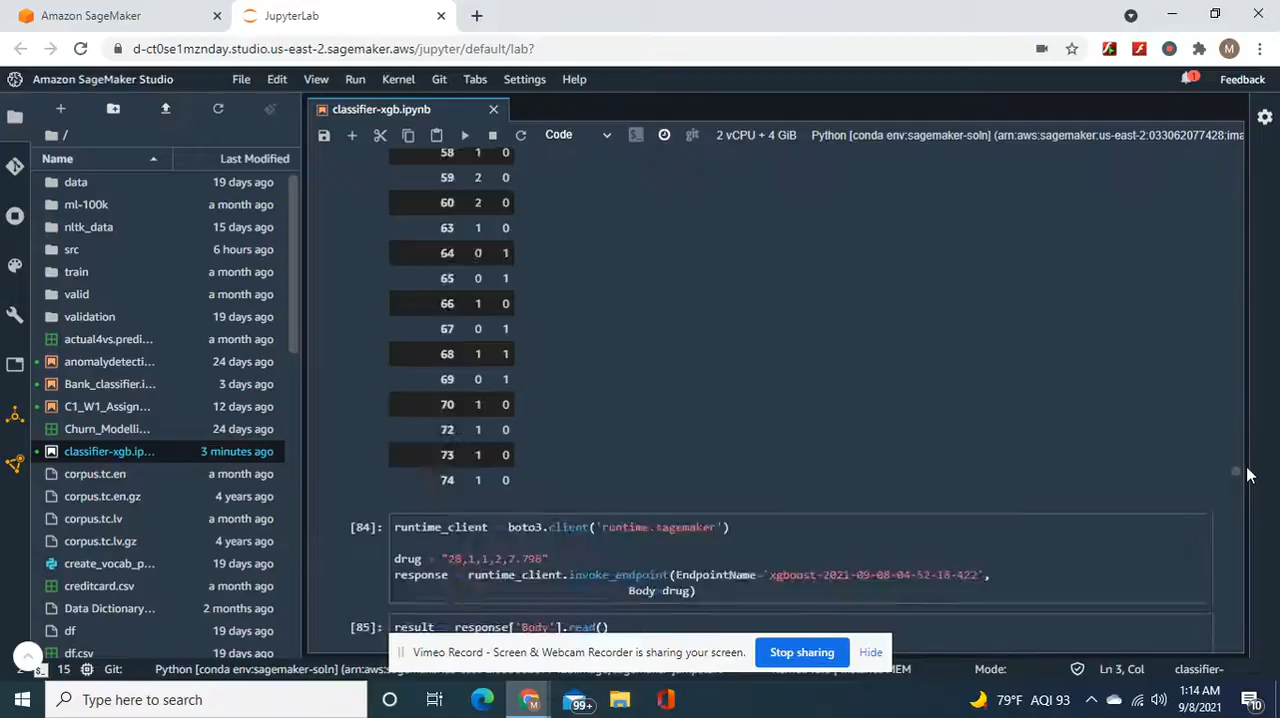 Amazon SageMaker
JupyterLab
d-ct0se1mznday.studio.us-east-2.sagemaker.aws/jupyter/default/lab?
M
Amazon SageMaker Studio File Edit View Run Kernel Git Tabs Settings Help 1 Feedback
classifier-xgb.ipynb
Code git 2 vCPU + 4 GiB Python [conda env:sagemaker-soln] (arn:aws:sagemaker:us-east-2:033062077428:ima
/
Name Last Modified
data 19 days ago
ml-100k a month ago
nltk_data 15 days ago
src 6 hours ago
train a month ago
valid a month ago
validation 19 days ago
actual4vs.predi... a month ago
anomalydetecti... 24 days ago
Bank_classifier.i... 3 days ago
C1_W1_Assign... 12 days ago
Churn_Modelli... 24 days ago
classifier-xgb.ip... 3 minutes ago
corpus.tc.en a month ago
corpus.tc.en.gz 4 years ago
corpus.tc.lv a month ago
corpus.tc.lv.gz 4 years ago
create_vocab_p... 19 days ago
creditcard.csv 19 days ago
Data Dictionary... 2 months ago
df 19 days ago
df.csv 19 days ago
58 1 0
59 2 0
60 2 0
63 1 0
64 0 1
65 0 1
66 1 0
67 0 1
68 1 1
69 0 1
70 1 0
72 1 0
73 1 0
74 1 0
[84]: runtime_client = boto3.client('runtime.sagemaker')
drug = "28,1,1,2,7.798"
response = runtime_client.invoke_endpoint(EndpointName='xgboost-2021-09-08-04-52-18-422',
Body=drug)
[85]: result = response['Body'].read()
Vimeo Record - Screen & Webcam Recorder is sharing your screen. Stop sharing Hide
15 Git: Python [conda env:sagemaker-soln] (arn:aws MEM Mode: Ln 3, Col classifier-
Type here to search
99+
79°F AQI 93
1:14 AM
9/8/2021
10